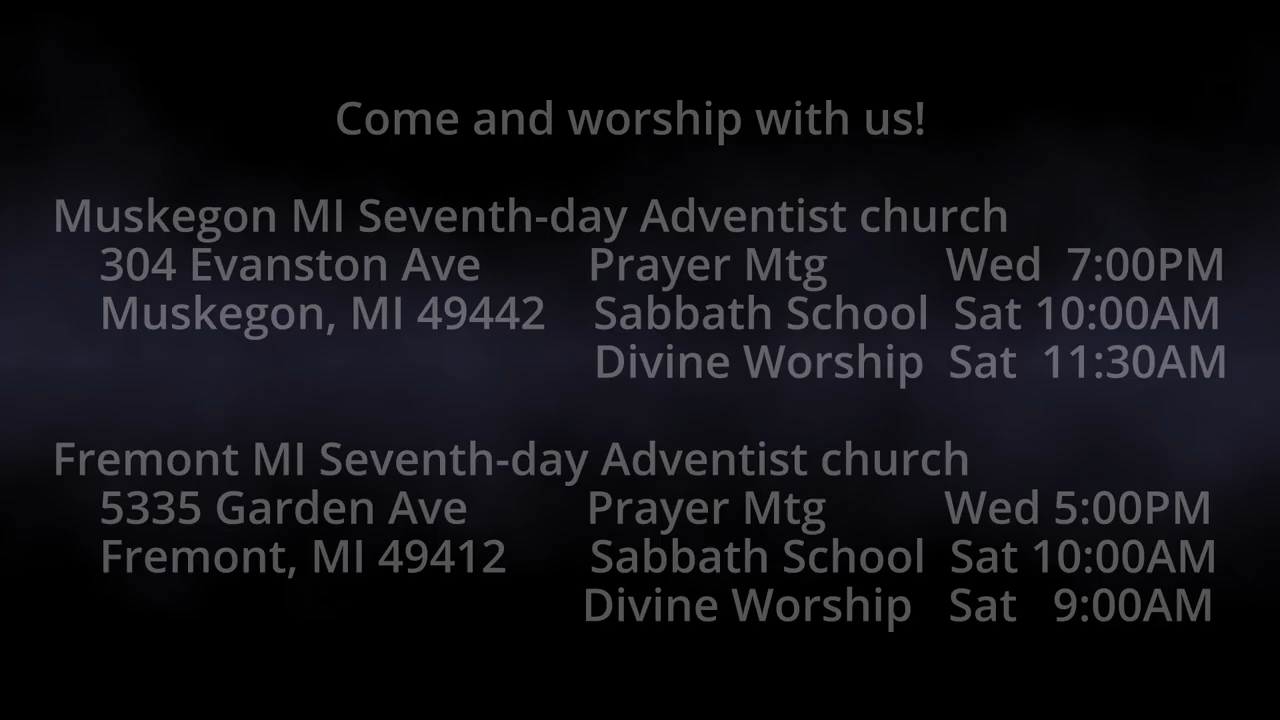 Come and worship with us!
Muskegon MI Seventh-day Adventist church
304 Evanston Ave Prayer Mtg Wed 7:00PM
Muskegon, MI 49442 Sabbath School Sat 10:00AM
Divine Worship Sat 11:30AM
Fremont MI Seventh-day Adventist church
5335 Garden Ave Prayer Mtg Wed 5:00PM
Fremont, MI 49412 Sabbath School Sat 10:00AM
Divine Worship Sat 9:00AM